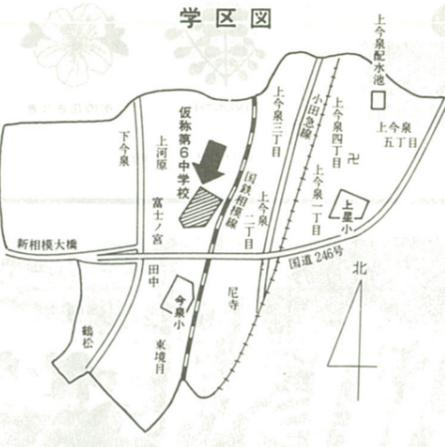 学区図
上今泉配水池
上今泉五丁目
上今泉四丁目
小田急線
上今泉三丁目
仮称第6中学校
国鉄相模線
上今泉二丁目
上今泉一丁目
上星小
下今泉
上河原
富士ノ宮
新相模大橋
田中
今泉小
尼寺
国道246号
北
鶴松
東境目